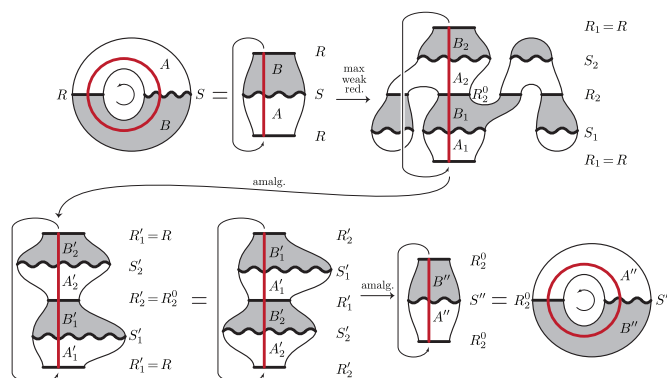 A
R
S
B
=
R
B
S
A
R
max
weak
red.
B₂
A₂
R₂⁰
B₁
A₁
R₁ = R
S₂
R₂
S₁
R₁ = R
amalg.
R′₁ = R
B′₂
S′₂
A′₂
R′₂ = R₂⁰
B′₁
S′₁
A′₁
R′₁ = R
=
R′₂
B′₁
S′₁
A′₁
R′₁
B′₂
S′₂
A′₂
R′₂
amalg.
R₂⁰
B″
S″
A″
R₂⁰
=
A″
R₂⁰
B″